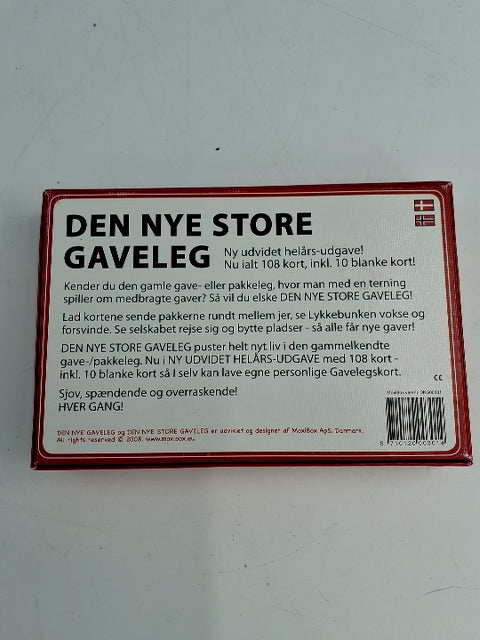 DEN NYE STORE
GAVELEG
Ny udvidet helårs-udgave!
Nu ialt 108 kort, inkl. 10 blanke kort!
Kender du den gamle gave- eller pakkeleg, hvor man med en terning
spiller om medbragte gaver? Så vil du elske DEN NYE STORE GAVELEG!
Lad kortene sende pakkerne rundt mellem jer, se Lykkebunken vokse og
forsvinde. Se selskabet rejse sig og bytte pladser - så alle får nye gaver!
DEN NYE STORE GAVELEG puster helt nyt liv i den gammelkendte
gave-/pakkeleg. Nu i NY UDVIDET HELÅRS-UDGAVE med 108 kort -
inkl. 10 blanke kort så I selv kan lave egne personlige Gavelegskort.
Sjov, spændende og overraskende!
HVER GANG!
CE
DEN NYE GAVELEG og DEN NYE STORE GAVELEG er udviklet og designet af MoxiBox ApS, Danmark.
All rights reserved © 2008. www.moxibox.eu
5 710120 003014